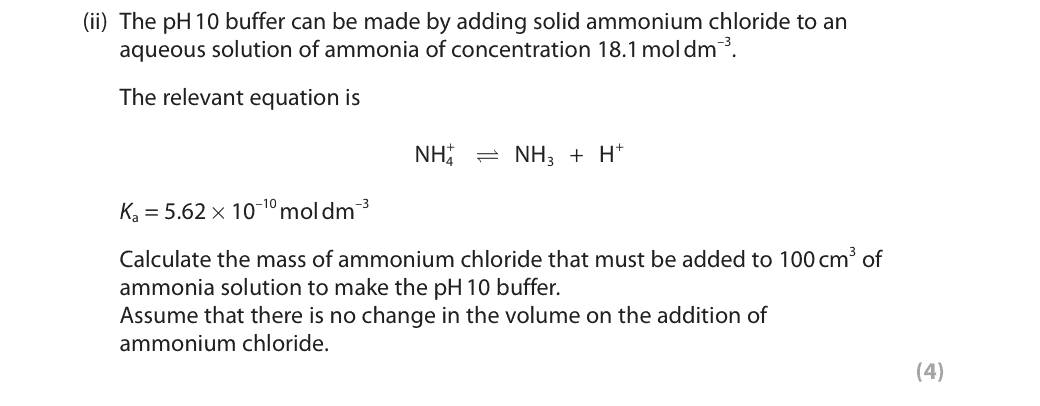 (ii) The pH 10 buffer can be made by adding solid ammonium chloride to an
aqueous solution of ammonia of concentration 18.1 mol dm⁻³.
The relevant equation is
NH₄⁺ ⇌ NH₃ + H⁺
Kₐ = 5.62 × 10⁻¹⁰ mol dm⁻³
Calculate the mass of ammonium chloride that must be added to 100 cm³ of
ammonia solution to make the pH 10 buffer.
Assume that there is no change in the volume on the addition of
ammonium chloride.
(4)